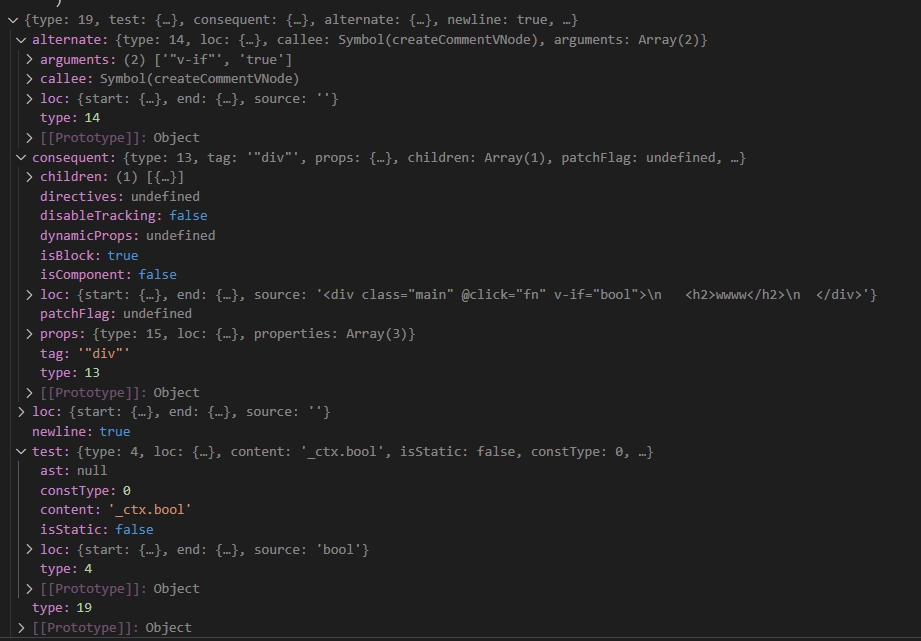 )
{type: 19, test: {…}, consequent: {…}, alternate: {…}, newline: true, …}
alternate: {type: 14, loc: {…}, callee: Symbol(createCommentVNode), arguments: Array(2)}
arguments: (2) ['"v-if"', 'true']
callee: Symbol(createCommentVNode)
loc: {start: {…}, end: {…}, source: ''}
type: 14
[[Prototype]]: Object
consequent: {type: 13, tag: '"div"', props: {…}, children: Array(1), patchFlag: undefined, …}
children: (1) [{…}]
directives: undefined
disableTracking: false
dynamicProps: undefined
isBlock: true
isComponent: false
loc: {start: {…}, end: {…}, source: '<div class="main" @click="fn" v-if="bool">\n   <h2>wwww</h2>\n  </div>'}
patchFlag: undefined
props: {type: 15, loc: {…}, properties: Array(3)}
tag: '"div"'
type: 13
[[Prototype]]: Object
loc: {start: {…}, end: {…}, source: ''}
newline: true
test: {type: 4, loc: {…}, content: '_ctx.bool', isStatic: false, constType: 0, …}
ast: null
constType: 0
content: '_ctx.bool'
isStatic: false
loc: {start: {…}, end: {…}, source: 'bool'}
type: 4
[[Prototype]]: Object
type: 19
[[Prototype]]: Object